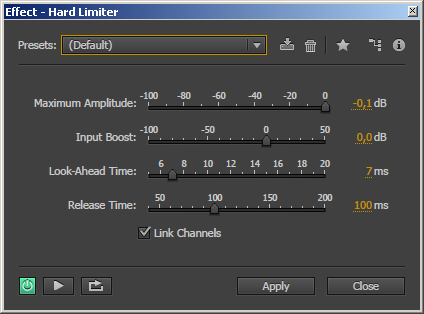 Effect - Hard Limiter
Presets: (Default)
-100 -80 -60 -40 -20 0
Maximum Amplitude: -0,1 dB
-100 -50 0 50
Input Boost: 0,0 dB
6 8 10 12 14 16 18 20
Look-Ahead Time: 7 ms
50 100 150 200
Release Time: 100 ms
Link Channels
Apply Close